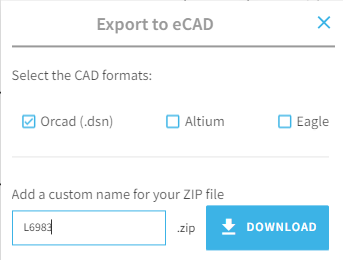 Export to eCAD
Select the CAD formats:
Orcad (.dsn) Altium Eagle
Add a custom name for your ZIP file
L6983 .zip DOWNLOAD